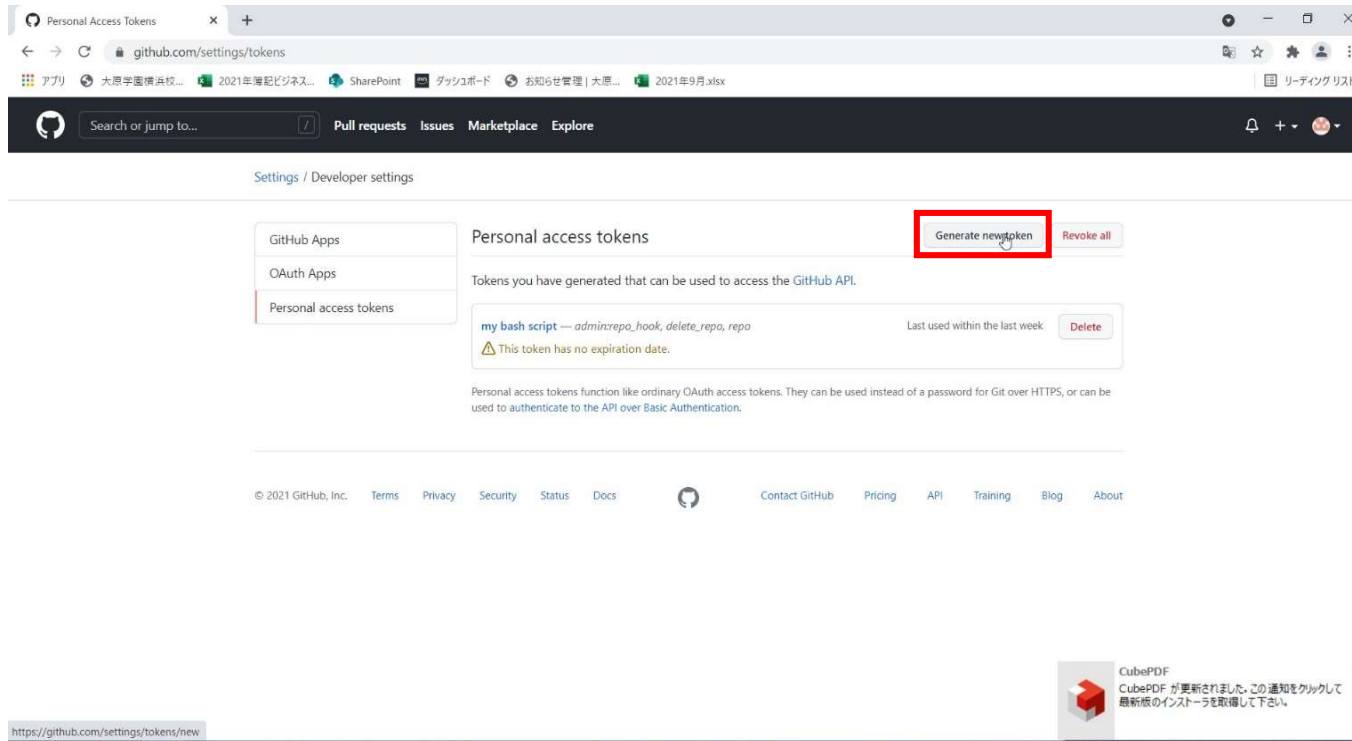 Personal Access Tokens
github.com/settings/tokens
アプリ 大原学園横浜校... 2021年簿記ビジネス... SharePoint ダッシュボード お知らせ管理 | 大原... 2021年9月.xlsx リーディングリスト
Search or jump to... / Pull requests Issues Marketplace Explore
Settings / Developer settings
GitHub Apps
OAuth Apps
Personal access tokens
Personal access tokens Generate new token Revoke all
Tokens you have generated that can be used to access the GitHub API.
my bash script — admin:repo_hook, delete_repo, repo Last used within the last week Delete
This token has no expiration date.
Personal access tokens function like ordinary OAuth access tokens. They can be used instead of a password for Git over HTTPS, or can be
used to authenticate to the API over Basic Authentication.
© 2021 GitHub, Inc. Terms Privacy Security Status Docs Contact GitHub Pricing API Training Blog About
CubePDF
CubePDF が更新されました。この通知をクリックして
最新版のインストーラを取得して下さい。
https://github.com/settings/tokens/new